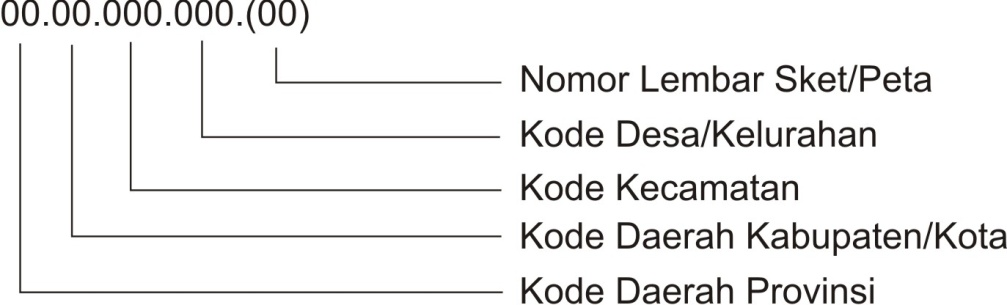 00.00.000.000.(00)
Nomor Lembar Sket/Peta
Kode Desa/Kelurahan
Kode Kecamatan
Kode Daerah Kabupaten/Kota
Kode Daerah Provinsi